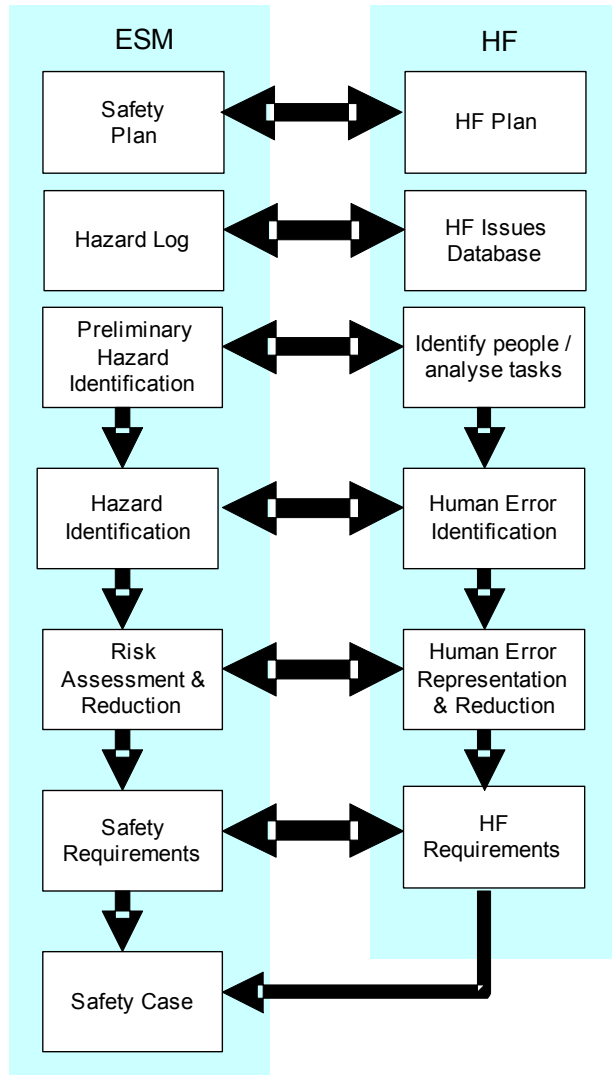 ESM
HF
Safety
Plan
HF Plan
Hazard Log
HF Issues
Database
Preliminary
Hazard
Identification
Identify people /
analyse tasks
Hazard
Identification
Human Error
Identification
Risk
Assessment &
Reduction
Human Error
Representation
& Reduction
Safety
Requirements
HF
Requirements
Safety Case